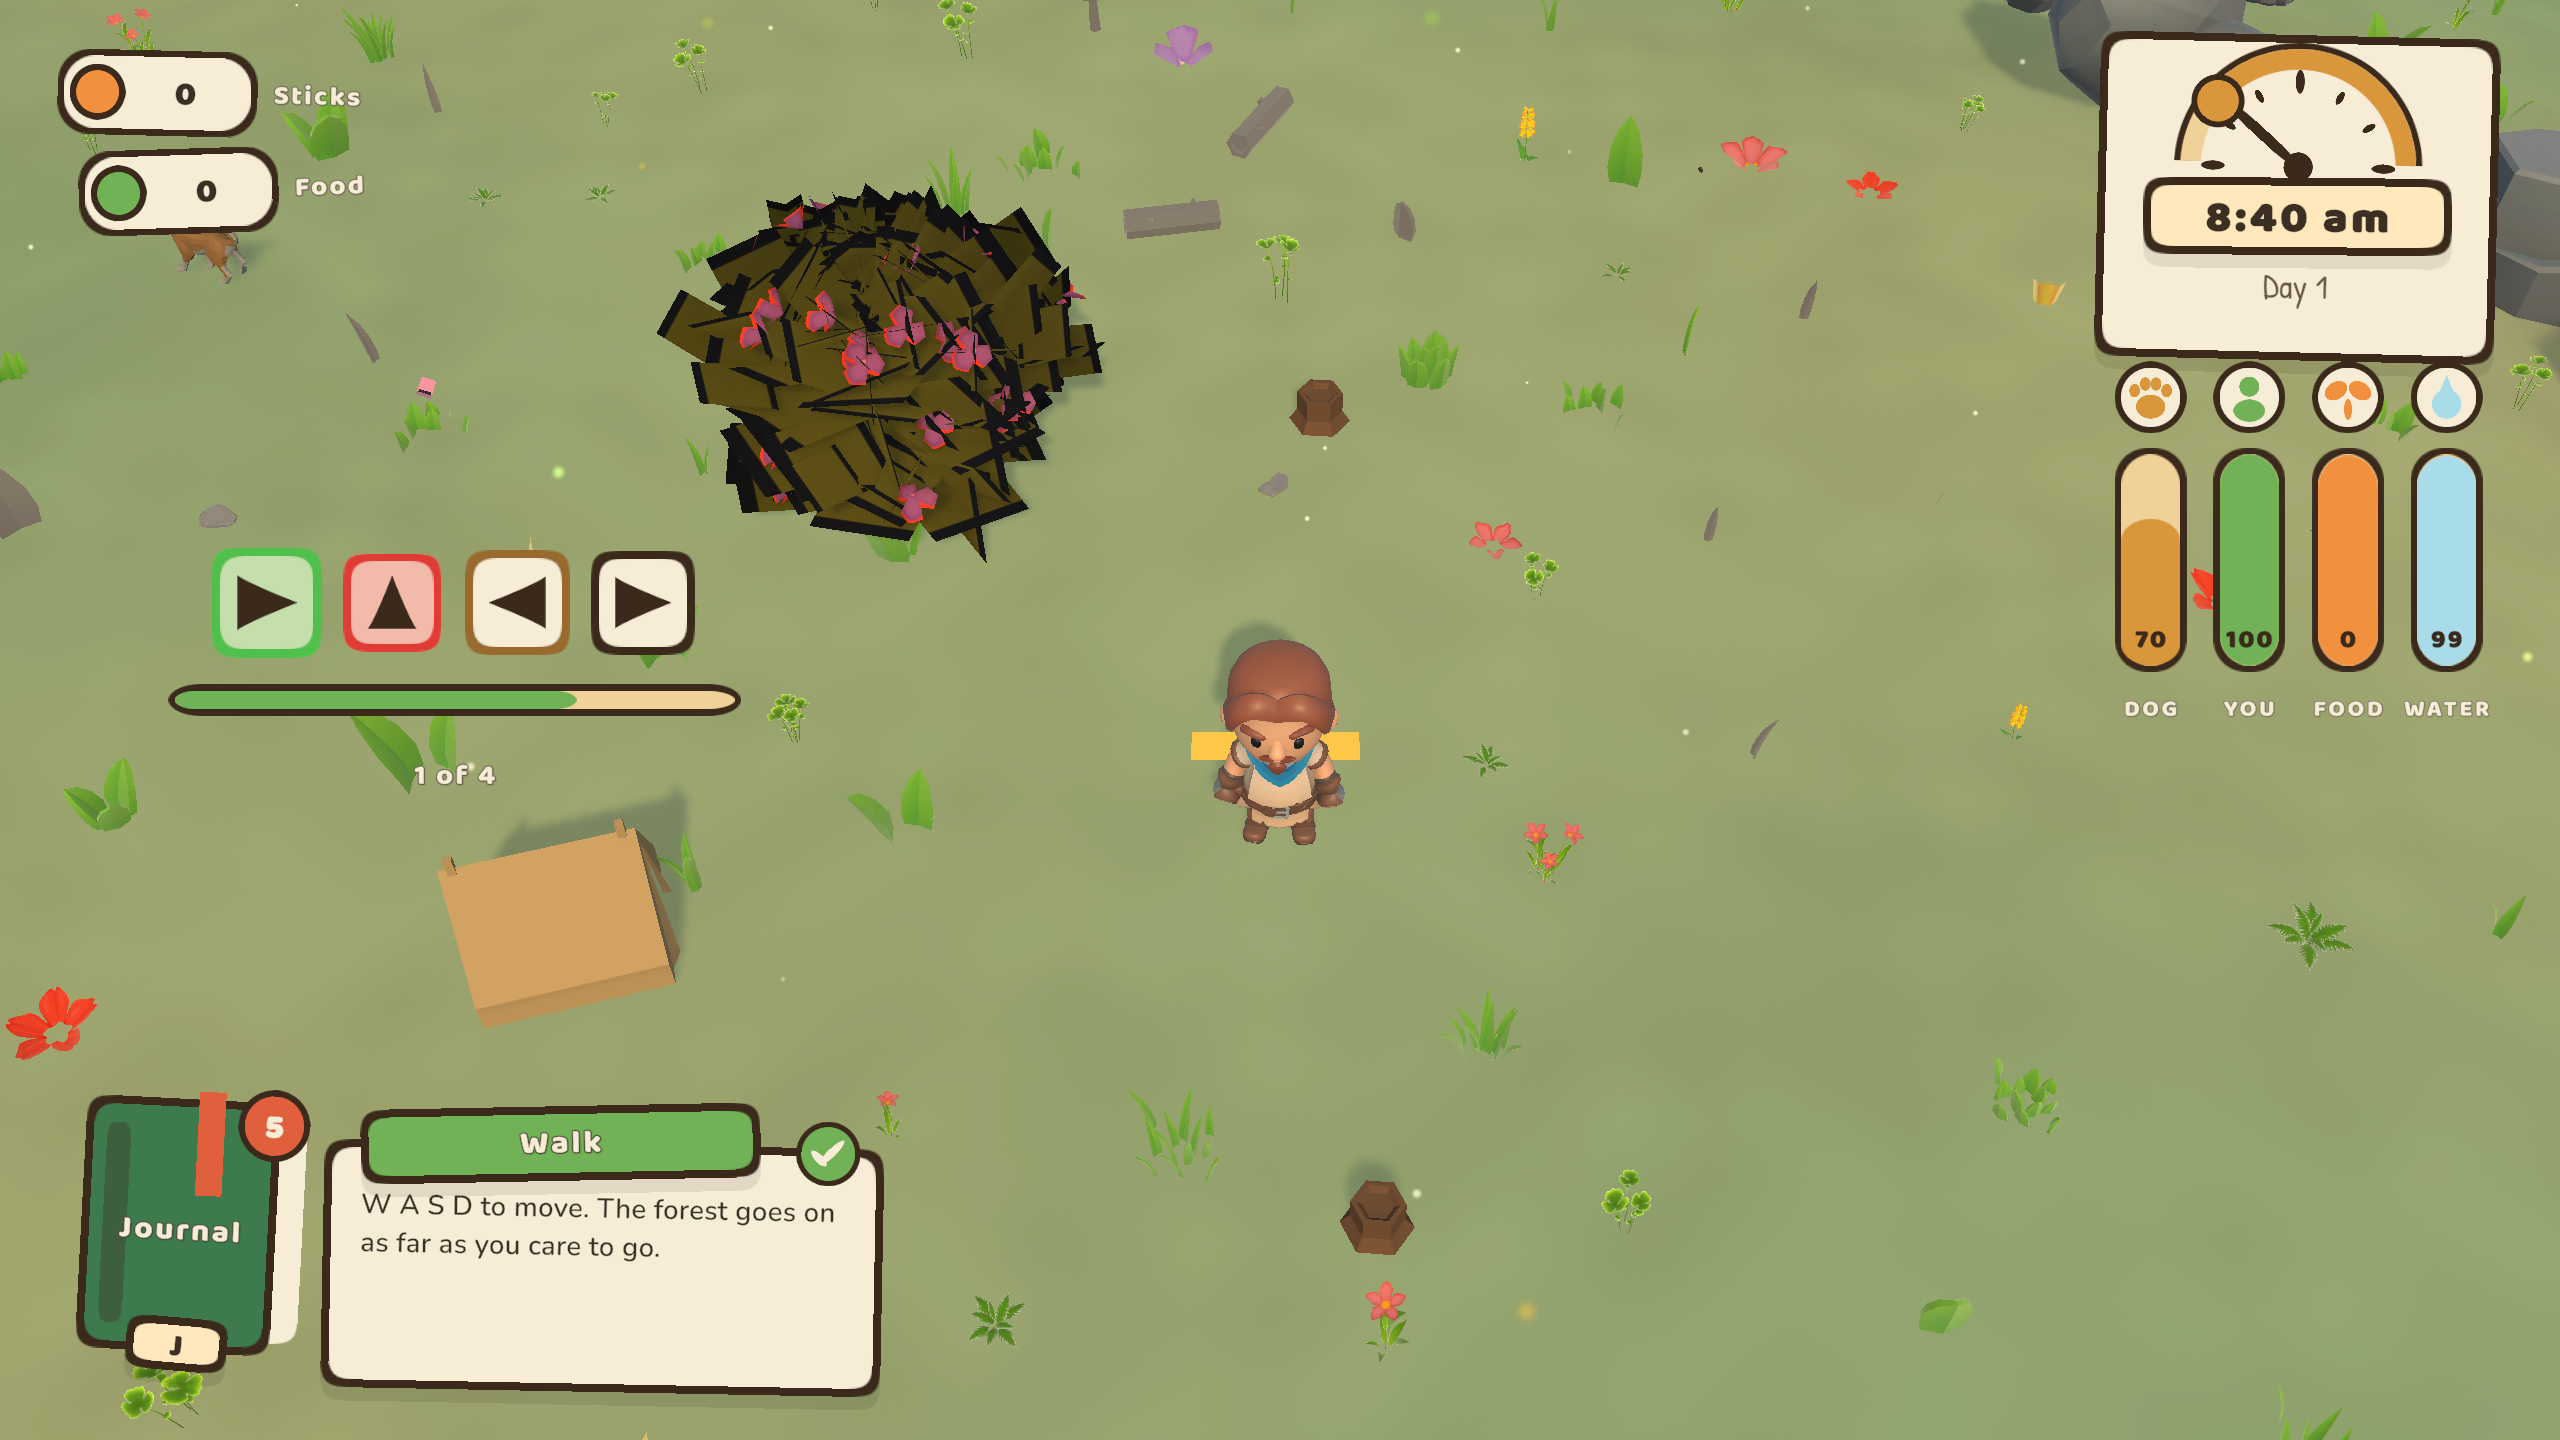 0 Sticks
0 Food
8:40 am
Day 1
70 100 0 99
DOG YOU FOOD WATER
1 of 4
5
Journal
J
Walk
W A S D to move. The forest goes on
as far as you care to go.